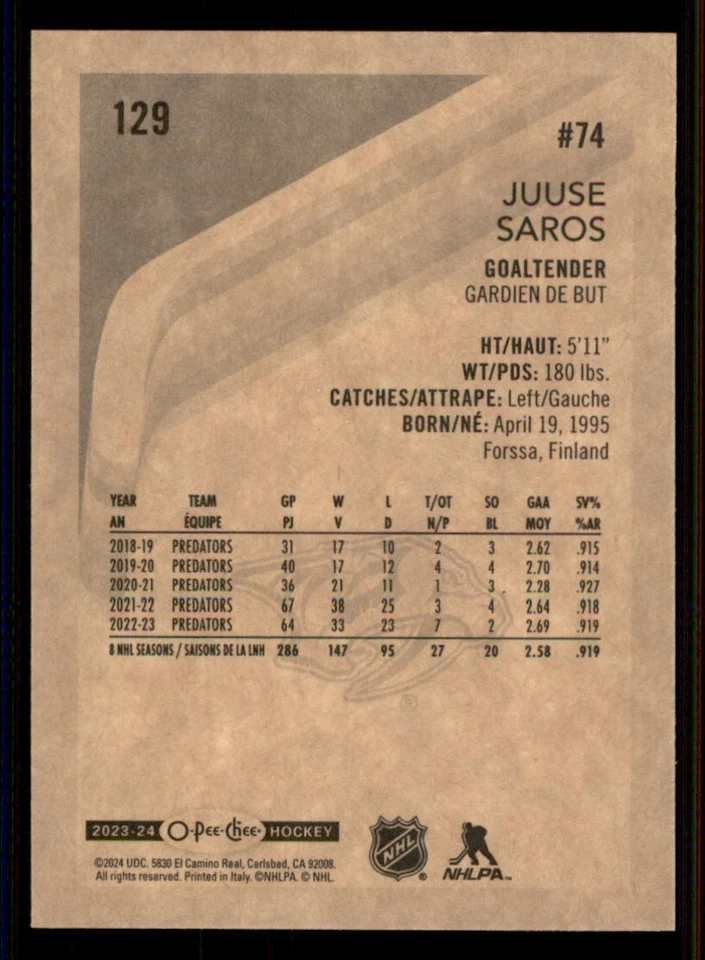 129
#74
JUUSE
SAROS
GOALTENDER
GARDIEN DE BUT
HT/HAUT: 5'11"
WT/PDS: 180 lbs.
CATCHES/ATTRAPE: Left/Gauche
BORN/NÉ: April 19, 1995
Forssa, Finland
YEAR TEAM GP W L T/OT SO GAA SV%
AN ÉQUIPE PJ V D N/P BL MOY %AR
2018-19 PREDATORS 31 17 10 2 3 2.62 .915
2019-20 PREDATORS 40 17 12 4 4 2.70 .914
2020-21 PREDATORS 36 21 11 1 3 2.28 .927
2021-22 PREDATORS 67 38 25 3 4 2.64 .918
2022-23 PREDATORS 64 33 23 7 2 2.69 .919
8 NHL SEASONS / SAISONS DE LA LNH 286 147 95 27 20 2.58 .919
2023-24 O-Pee-Chee HOCKEY
©2024 UDC. 5830 El Camino Real, Carlsbad, CA 92008.
All rights reserved. Printed in Italy. ©NHLPA. © NHL.
NHL ®
NHLPA™